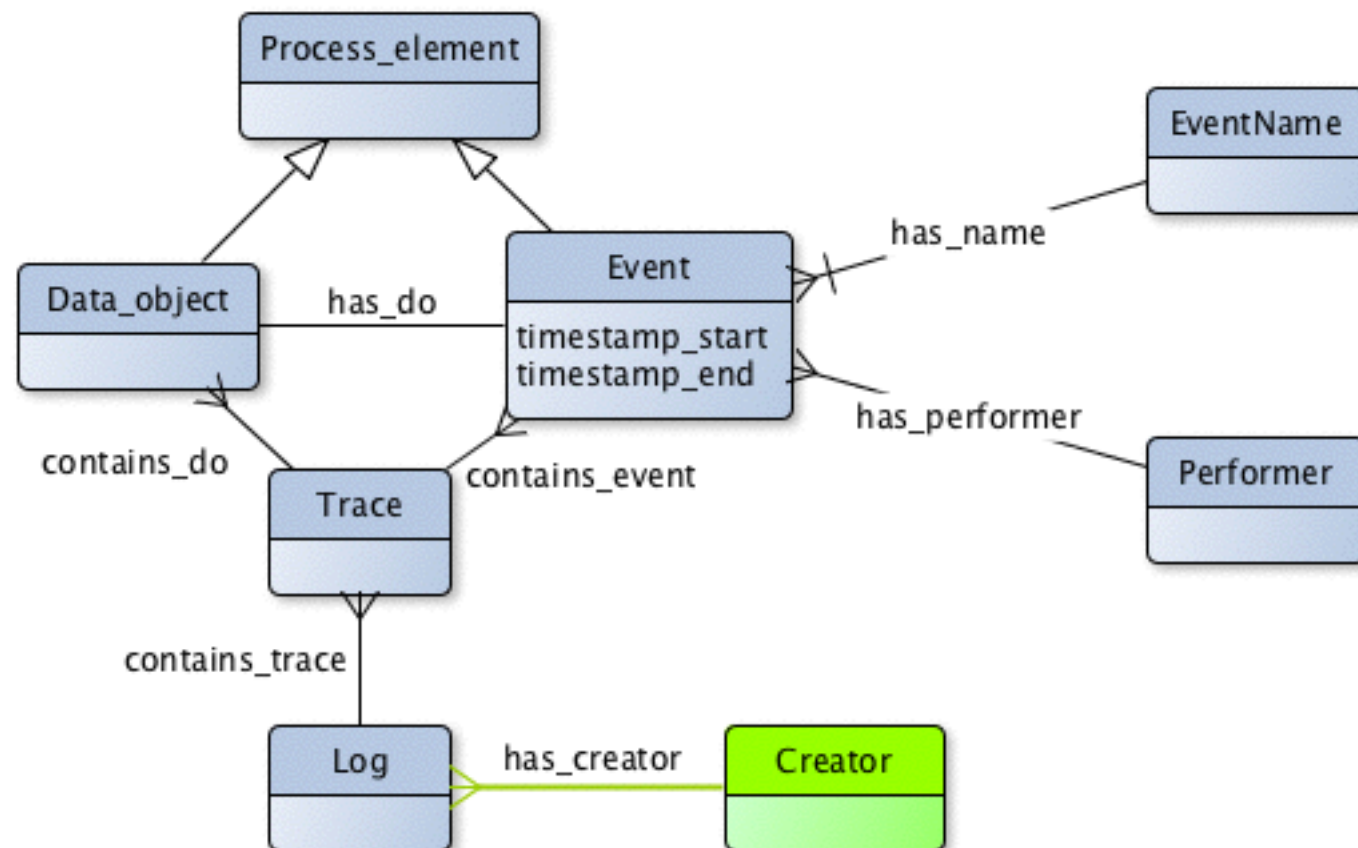 Process_element
EventName
has_name
Event
Data_object
has_do
timestamp_start
timestamp_end
has_performer
contains_do
contains_event
Performer
Trace
contains_trace
Log
has_creator
Creator